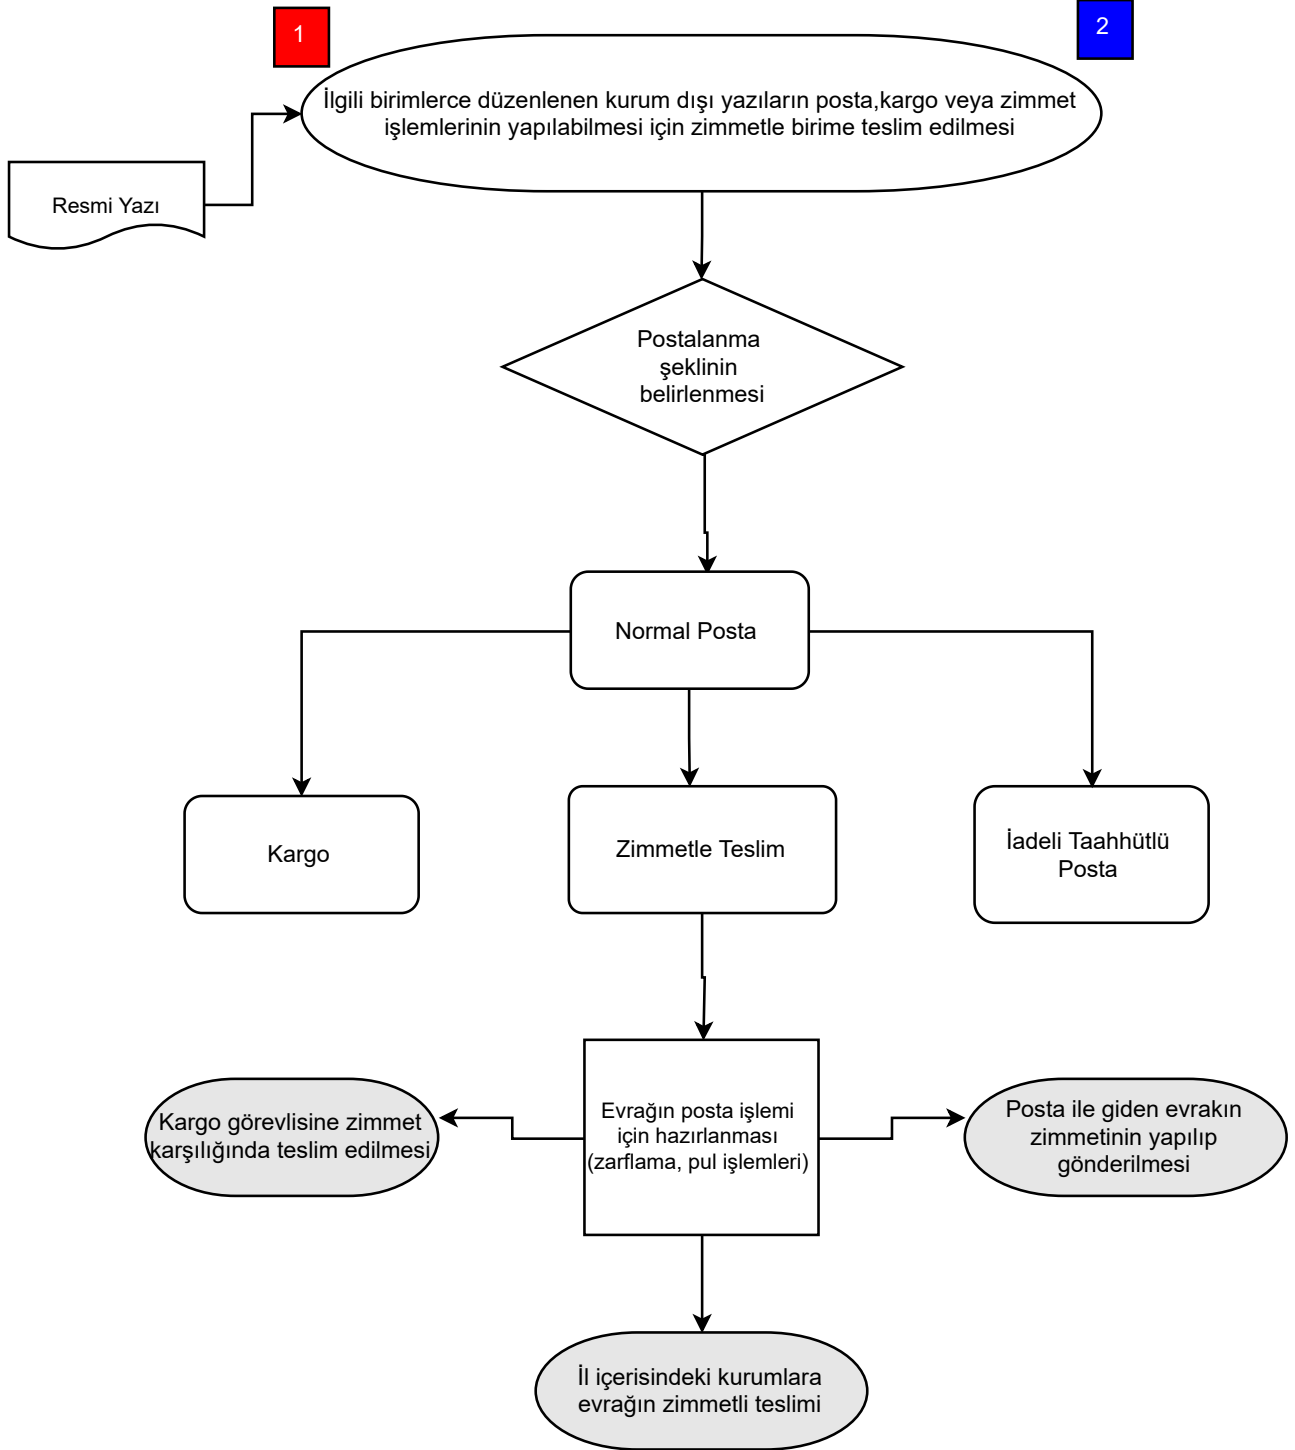 1
2
İlgili birimlerce düzenlenen kurum dışı yazıların posta,kargo veya zimmet
işlemlerinin yapılabilmesi için zimmetle birime teslim edilmesi
Resmi Yazı
Postalanma
şeklinin
belirlenmesi
Normal Posta
Kargo
Zimmetle Teslim
İadeli Taahhütlü
Posta
Kargo görevlisine zimmet
karşılığında teslim edilmesi
Evrağın posta işlemi
için hazırlanması
(zarflama, pul işlemleri)
Posta ile giden evrakın
zimmetinin yapılıp
gönderilmesi
İl içerisindeki kurumlara
evrağın zimmetli teslimi